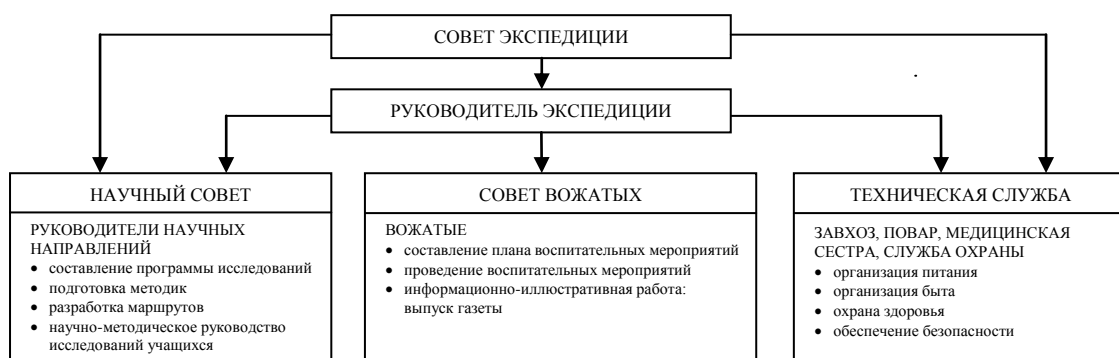 СОВЕТ ЭКСПЕДИЦИИ
РУКОВОДИТЕЛЬ ЭКСПЕДИЦИИ
НАУЧНЫЙ СОВЕТ
РУКОВОДИТЕЛИ НАУЧНЫХ
НАПРАВЛЕНИЙ
• составление программы исследований
• подготовка методик
• разработка маршрутов
• научно-методическое руководство
исследований учащихся
СОВЕТ ВОЖАТЫХ
ВОЖАТЫЕ
• составление плана воспитательных мероприятий
• проведение воспитательных мероприятий
• информационно-иллюстративная работа:
выпуск газеты
ТЕХНИЧЕСКАЯ СЛУЖБА
ЗАВХОЗ, ПОВАР, МЕДИЦИНСКАЯ
СЕСТРА, СЛУЖБА ОХРАНЫ
• организация питания
• организация быта
• охрана здоровья
• обеспечение безопасности